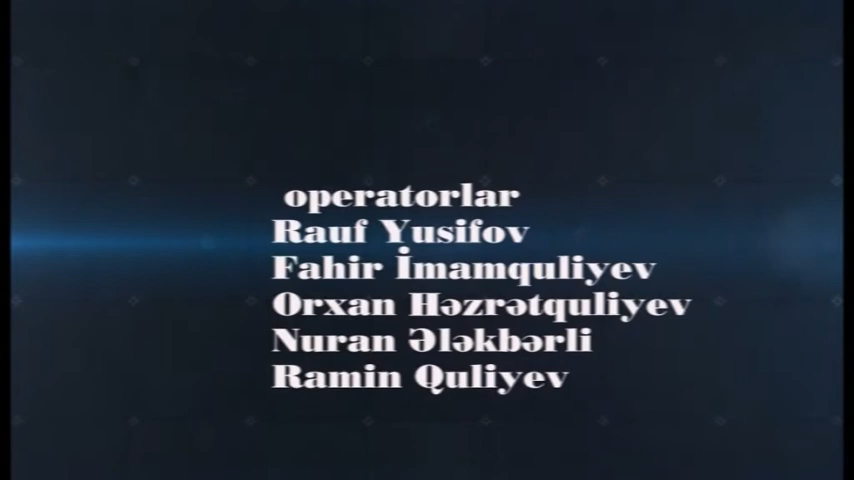 operatorlar
Rauf Yusifov
Fahir İmamquliyev
Orxan Həzrətquliyev
Nuran Ələkbərli
Ramin Quliyev